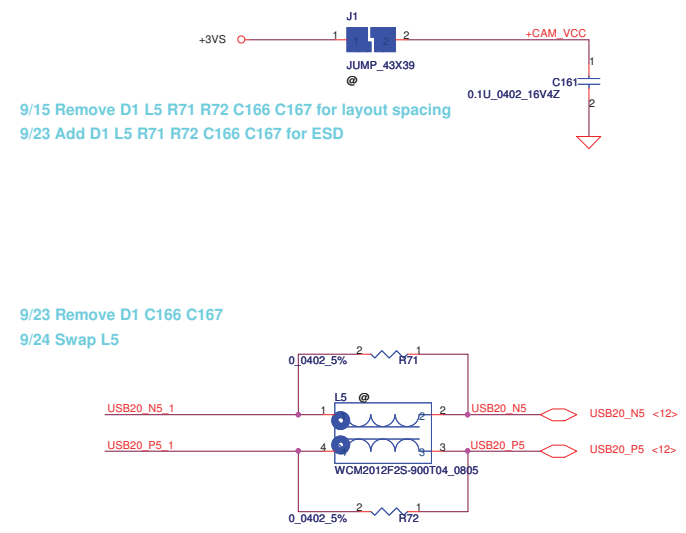 J1
+3VS
1
1
2
2
+CAM_VCC
JUMP_43X39
@
1
C161
0.1U_0402_16V4Z
2
9/15 Remove D1 L5 R71 R72 C166 C167 for layout spacing
9/23 Add D1 L5 R71 R72 C166 C167 for ESD
9/23 Remove D1 C166 C167
9/24 Swap L5
2
1
0_0402_5%
R71
L5
@
USB20_N5_1
1
1
2
2
USB20_N5
USB20_N5 <12>
USB20_P5_1
4
4
3
3
USB20_P5
USB20_P5 <12>
WCM2012F2S-900T04_0805
2
1
0_0402_5%
R72